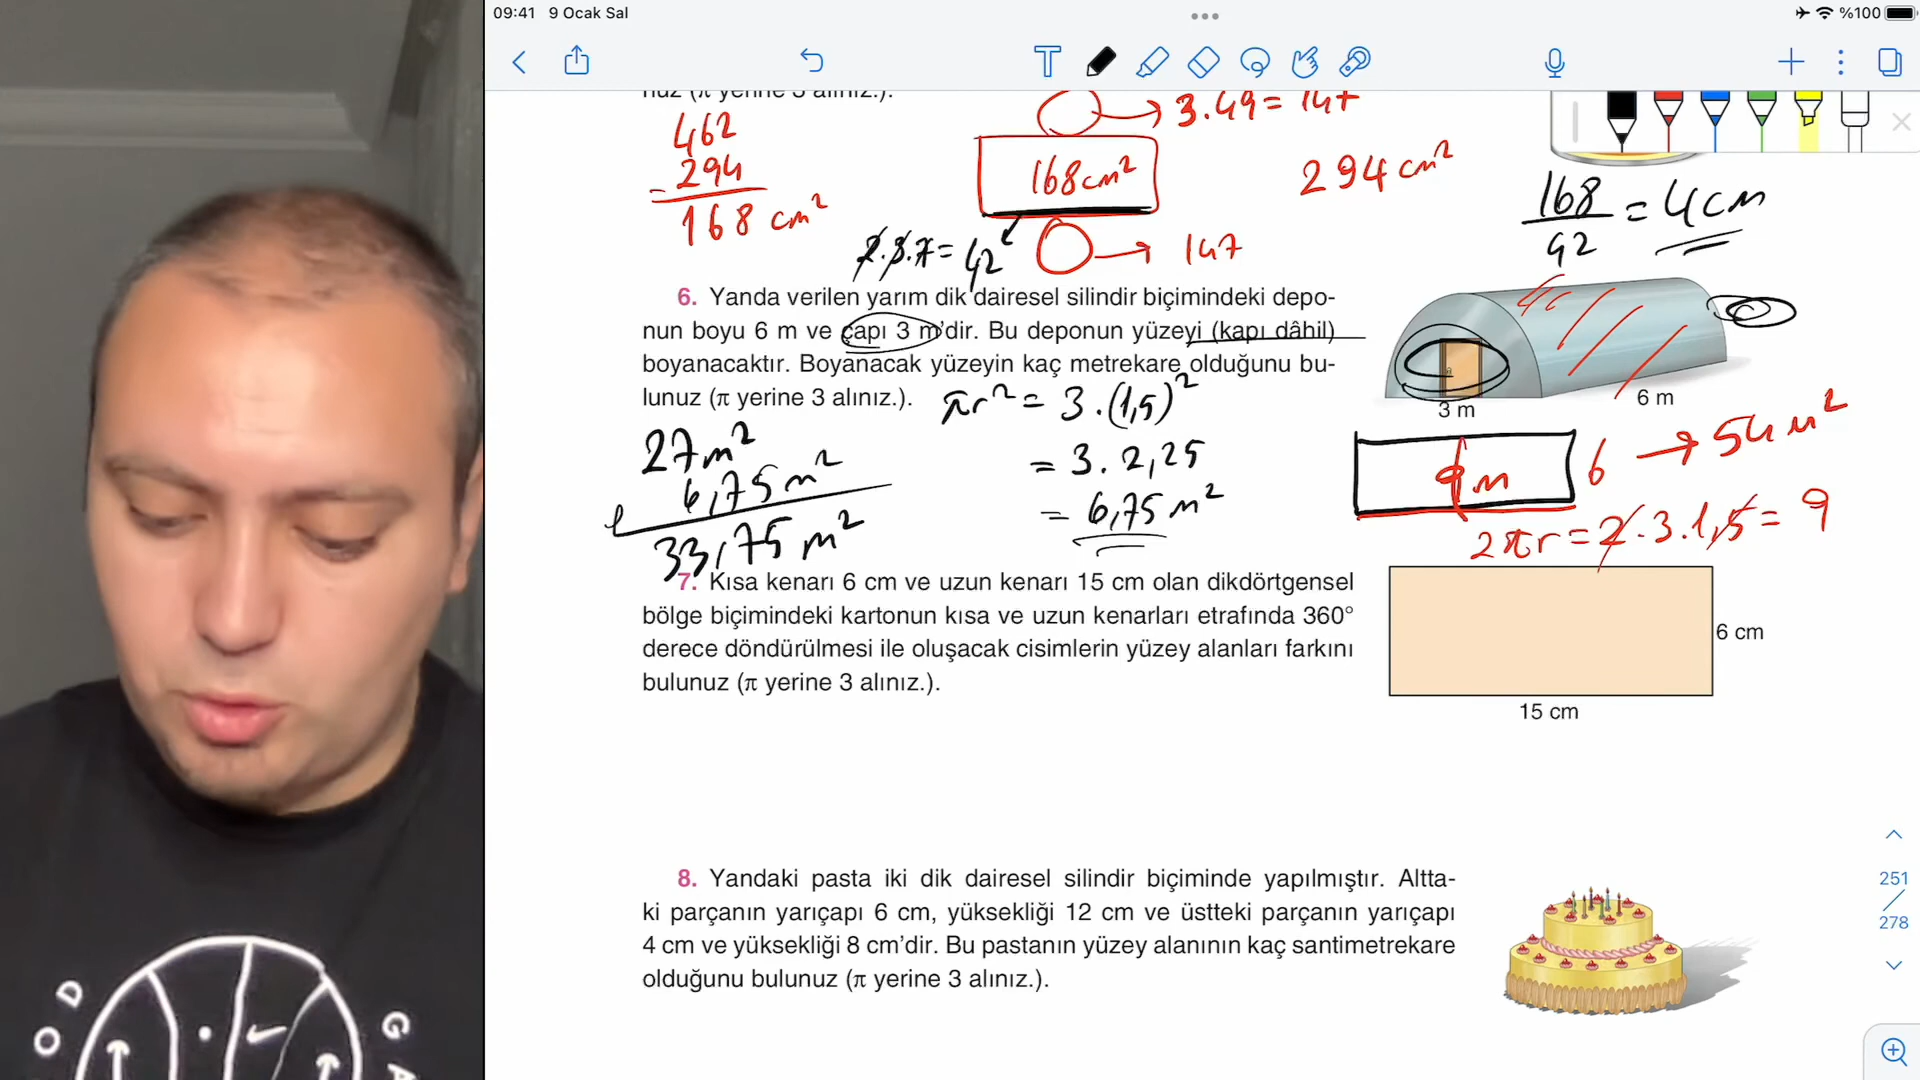 09:41 9 Ocak Sal
%100
nuz (π yerine 3 alınız.).
462
294
168 cm²
3.49 = 147
168cm²
294 cm²
147
2.3.7 = 42
168
42
= 4cm
6. Yanda verilen yarım dik dairesel silindir biçimindeki depo-
nun boyu 6 m ve çapı 3 m'dir. Bu deponun yüzeyi (kapı dâhil)
boyanacaktır. Boyanacak yüzeyin kaç metrekare olduğunu bu-
lunuz (π yerine 3 alınız.).
3 m
6 m
πr² = 3.(1,5)²
= 3.2,25
= 6,75 m²
27m²
6,75 m²
33,75 m²
9 m
6 → 54 m²
2πr = 2.3.1,5 = 9
7. Kısa kenarı 6 cm ve uzun kenarı 15 cm olan dikdörtgensel
bölge biçimindeki kartonun kısa ve uzun kenarları etrafında 360°
derece döndürülmesi ile oluşacak cisimlerin yüzey alanları farkını
bulunuz (π yerine 3 alınız.).
6 cm
15 cm
8. Yandaki pasta iki dik dairesel silindir biçiminde yapılmıştır. Altta-
ki parçanın yarıçapı 6 cm, yüksekliği 12 cm ve üstteki parçanın yarıçapı
4 cm ve yüksekliği 8 cm'dir. Bu pastanın yüzey alanının kaç santimetrekare
olduğunu bulunuz (π yerine 3 alınız.).
251
278